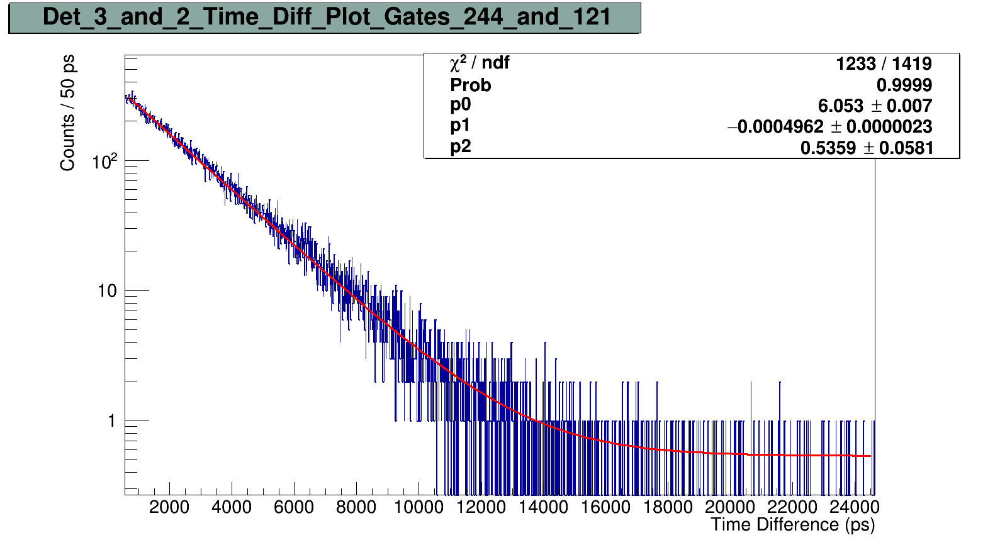 Det_3_and_2_Time_Diff_Plot_Gates_244_and_121
χ² / ndf 1233 / 1419
Prob 0.9999
p0 6.053 ± 0.007
p1 −0.0004962 ± 0.0000023
p2 0.5359 ± 0.0581
Counts / 50 ps
10²
10
1
2000 4000 6000 8000 10000 12000 14000 16000 18000 20000 22000 24000
Time Difference (ps)